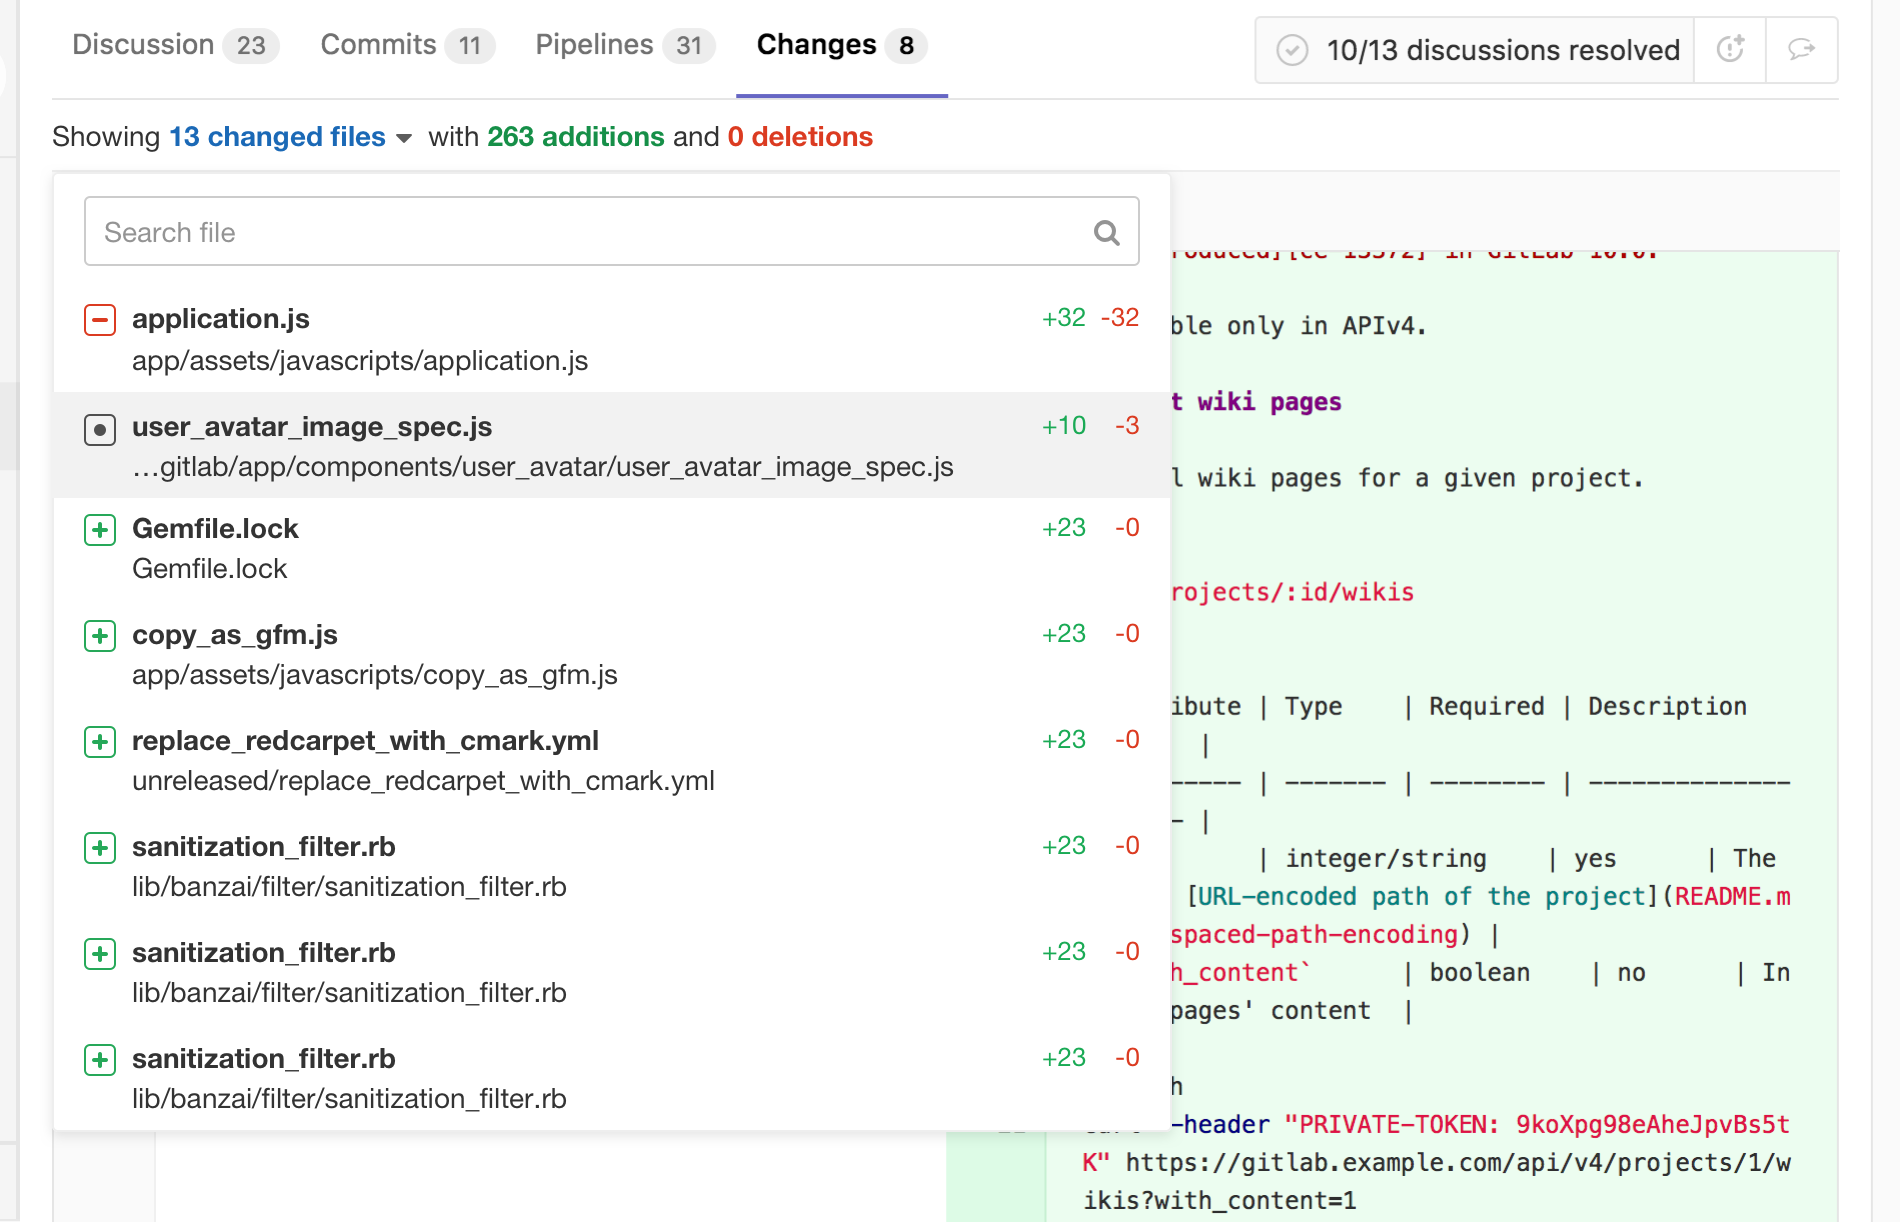 Discussion 23 Commits 11 Pipelines 31 Changes 8
10/13 discussions resolved
Showing 13 changed files with 263 additions and 0 deletions
Search file
application.js +32 -32
app/assets/javascripts/application.js
user_avatar_image_spec.js +10 -3
…gitlab/app/components/user_avatar/user_avatar_image_spec.js
Gemfile.lock +23 -0
Gemfile.lock
copy_as_gfm.js +23 -0
app/assets/javascripts/copy_as_gfm.js
replace_redcarpet_with_cmark.yml +23 -0
unreleased/replace_redcarpet_with_cmark.yml
sanitization_filter.rb +23 -0
lib/banzai/filter/sanitization_filter.rb
sanitization_filter.rb +23 -0
lib/banzai/filter/sanitization_filter.rb
sanitization_filter.rb +23 -0
lib/banzai/filter/sanitization_filter.rb
in GitLab 10.0.
ble only in APIv4.
t wiki pages
l wiki pages for a given project.
rojects/:id/wikis
ibute | Type | Required | Description
|
----- | ------- | -------- | --------------
- |
| integer/string | yes | The
[URL-encoded path of the project](README.m
spaced-path-encoding) |
h_content` | boolean | no | In
pages' content |
h
-header "PRIVATE-TOKEN: 9koXpg98eAheJpvBs5t
K" https://gitlab.example.com/api/v4/projects/1/w
ikis?with_content=1